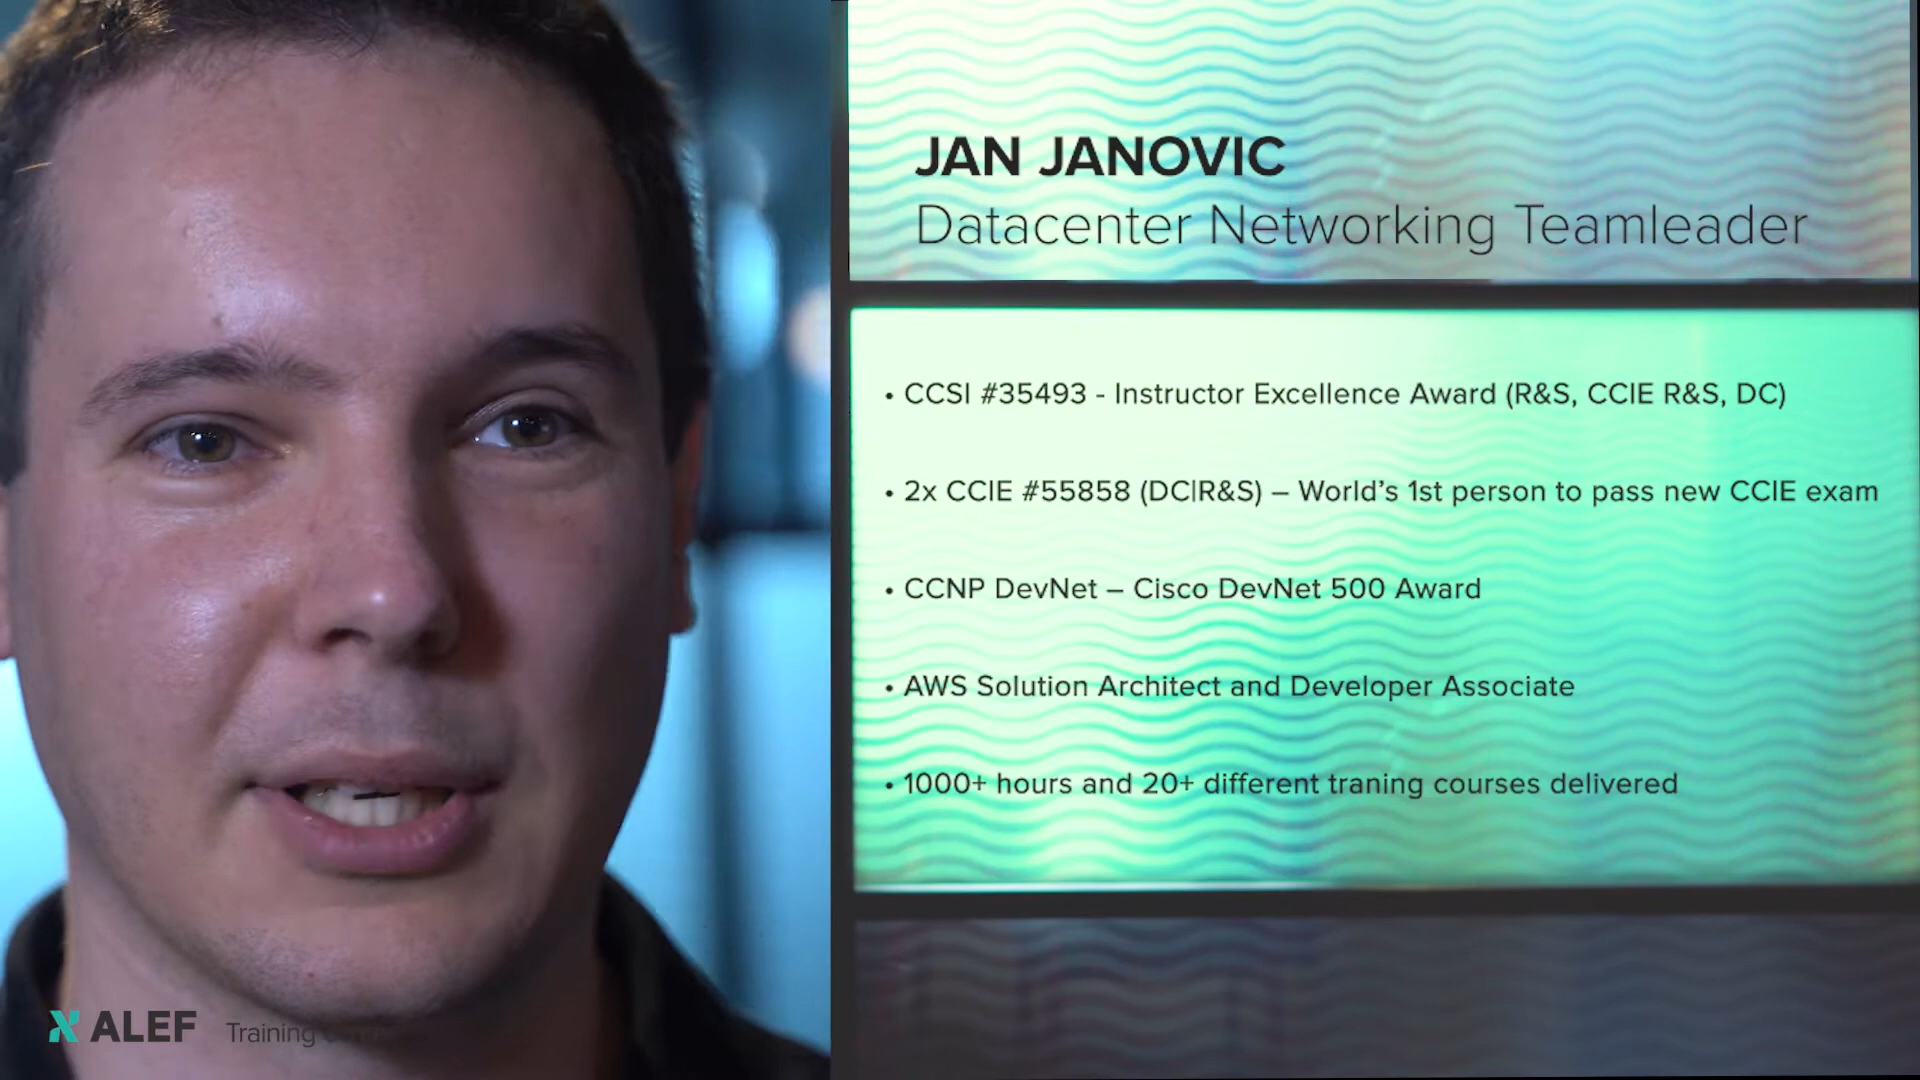 JAN JANOVIC
Datacenter Networking Teamleader
• CCSI #35493 - Instructor Excellence Award (R&S, CCIE R&S, DC)
• 2x CCIE #55858 (DC|R&S) – World's 1st person to pass new CCIE exam
• CCNP DevNet – Cisco DevNet 500 Award
• AWS Solution Architect and Developer Associate
• 1000+ hours and 20+ different traning courses delivered
ALEF Training